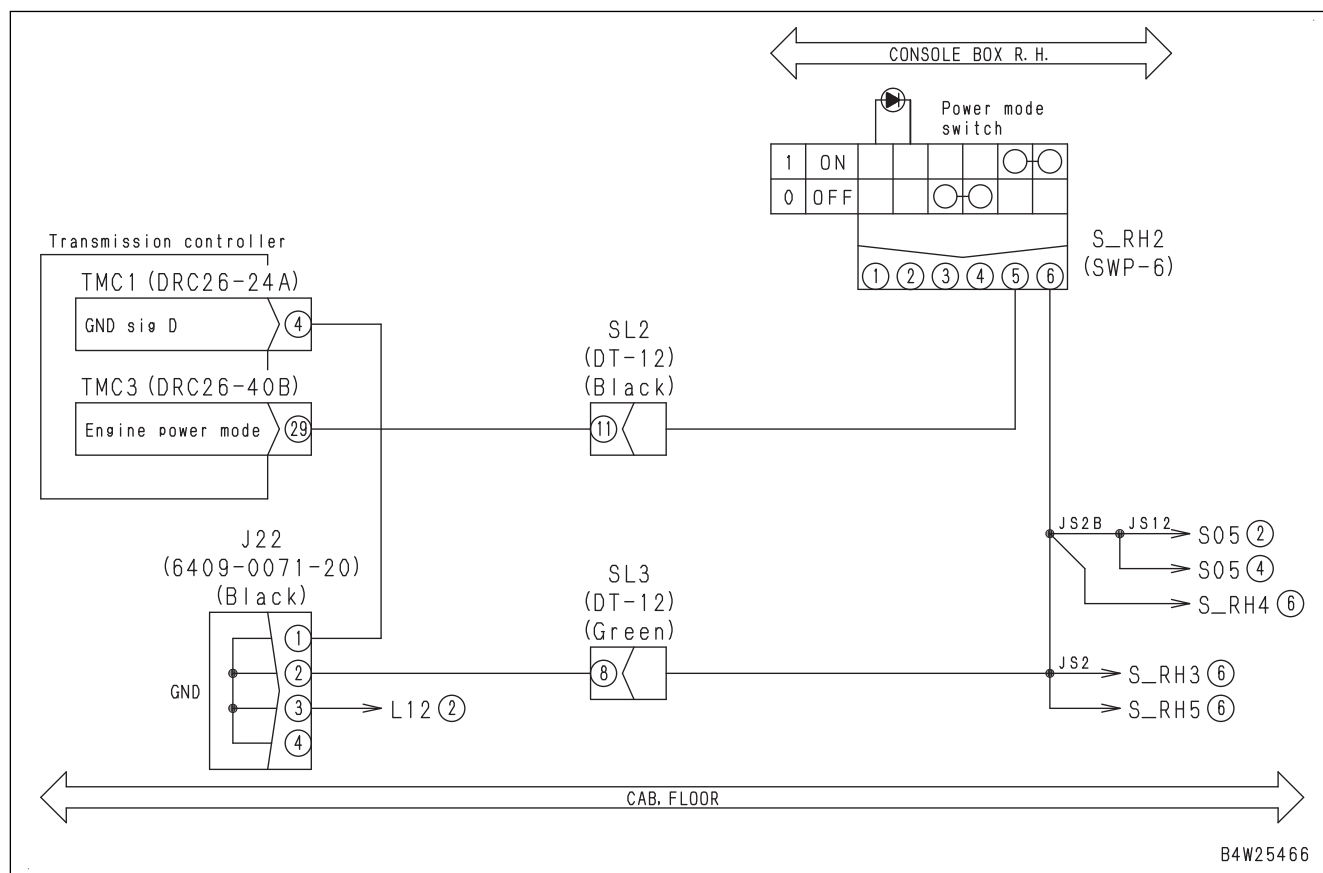 CONSOLE BOX R. H.
Power mode
switch
1 ON
0 OFF
S_RH2
(SWP-6)
1 2 3 4 5 6
Transmission controller
TMC1 (DRC26-24A)
GND sig D 4
TMC3 (DRC26-40B)
Engine power mode 29
SL2
(DT-12)
(Black)
11
JS2B JS12 S05 2
S05 4
S_RH4 6
J22
(6409-0071-20)
(Black)
GND
1
2
3 L12 2
4
SL3
(DT-12)
(Green)
8
JS2 S_RH3 6
S_RH5 6
CAB. FLOOR
B4W25466